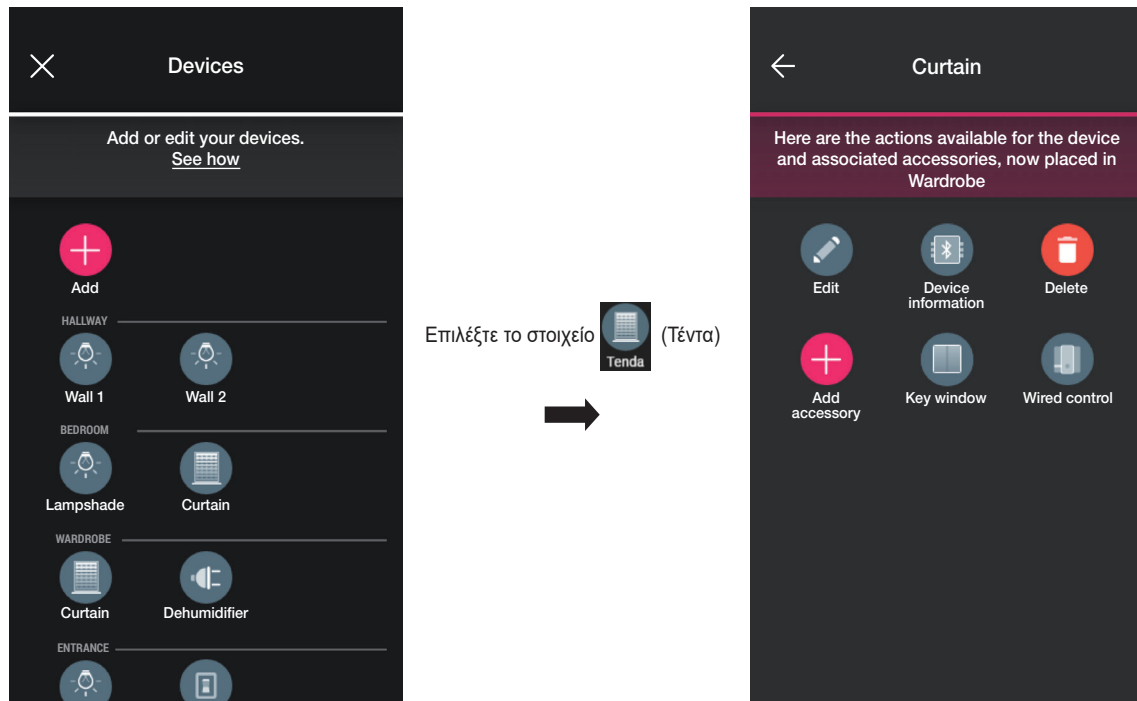 Devices
Add or edit your devices.
See how
Add
HALLWAY
Wall 1
Wall 2
BEDROOM
Lampshade
Curtain
WARDROBE
Curtain
Dehumidifier
ENTRANCE
Επιλέξτε το στοιχείο
Tenda
(Τέντα)
Curtain
Here are the actions available for the device
and associated accessories, now placed in
Wardrobe
Edit
Device
information
Delete
Add
accessory
Key window
Wired control